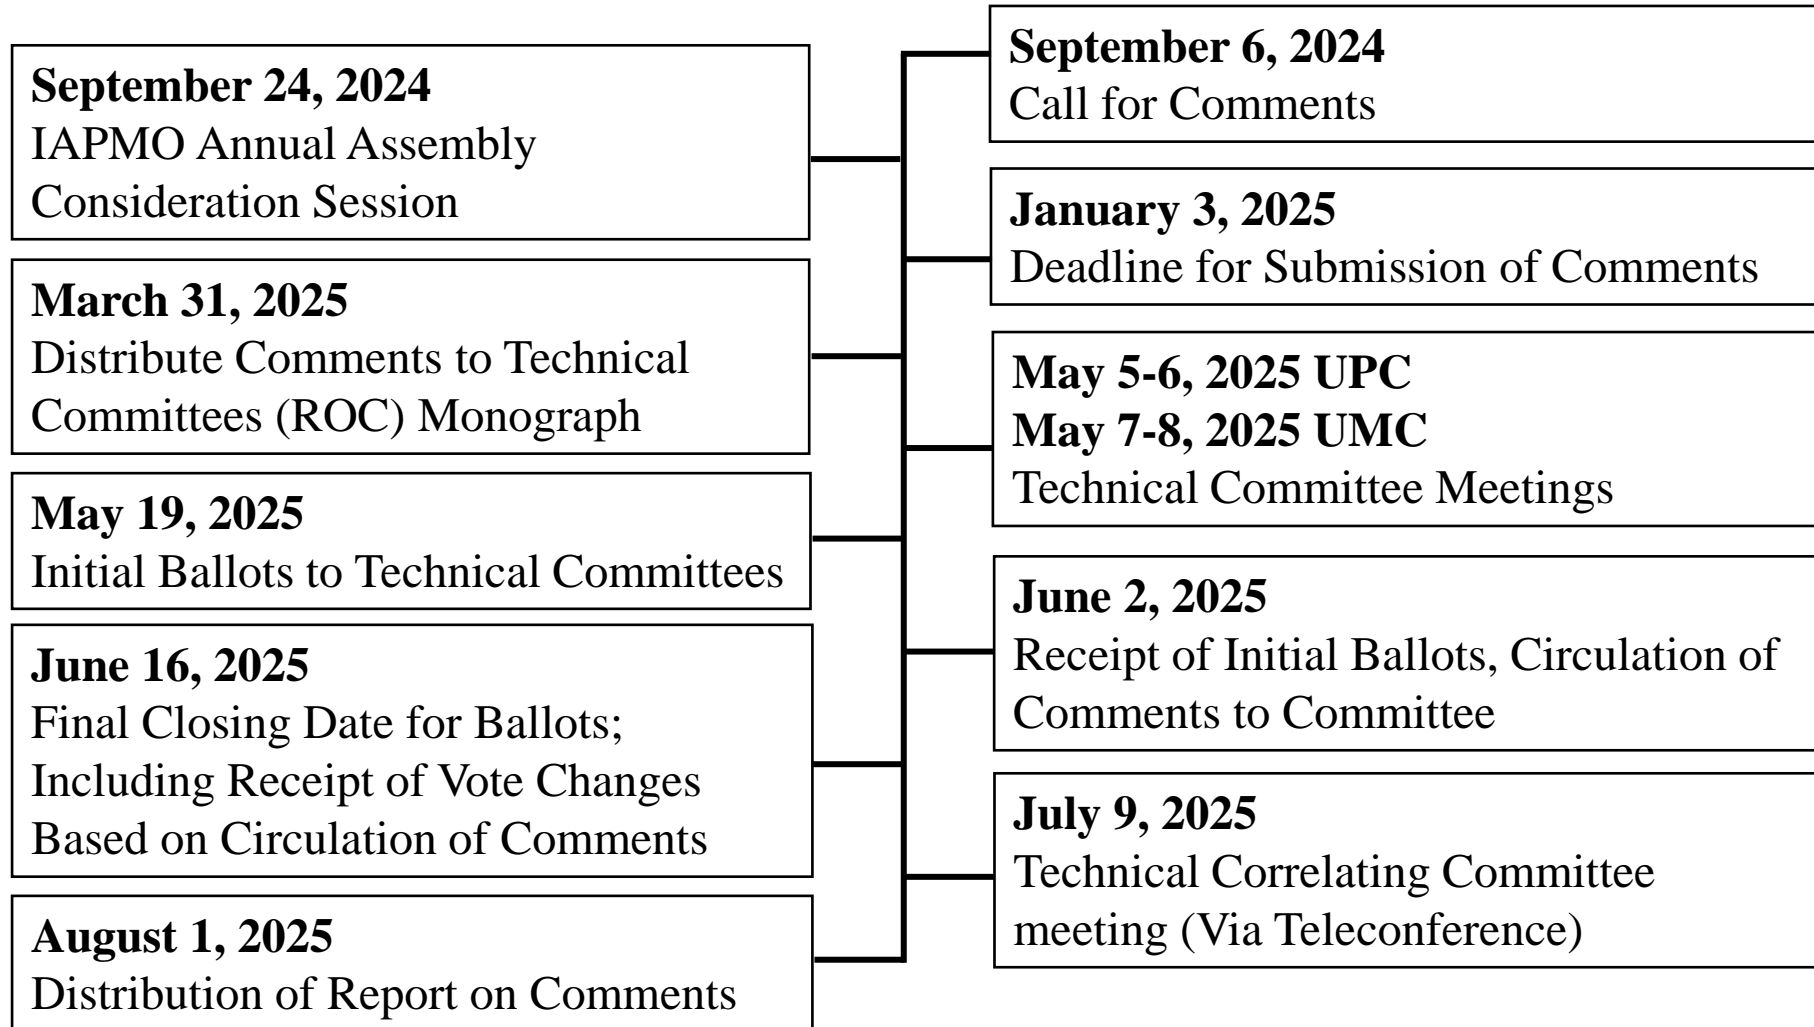 September 6, 2024
Call for Comments
September 24, 2024
IAPMO Annual Assembly
Consideration Session
January 3, 2025
Deadline for Submission of Comments
March 31, 2025
Distribute Comments to Technical
Committees (ROC) Monograph
May 5-6, 2025 UPC
May 7-8, 2025 UMC
Technical Committee Meetings
May 19, 2025
Initial Ballots to Technical Committees
June 2, 2025
Receipt of Initial Ballots, Circulation of
Comments to Committee
June 16, 2025
Final Closing Date for Ballots;
Including Receipt of Vote Changes
Based on Circulation of Comments
July 9, 2025
Technical Correlating Committee
meeting (Via Teleconference)
August 1, 2025
Distribution of Report on Comments